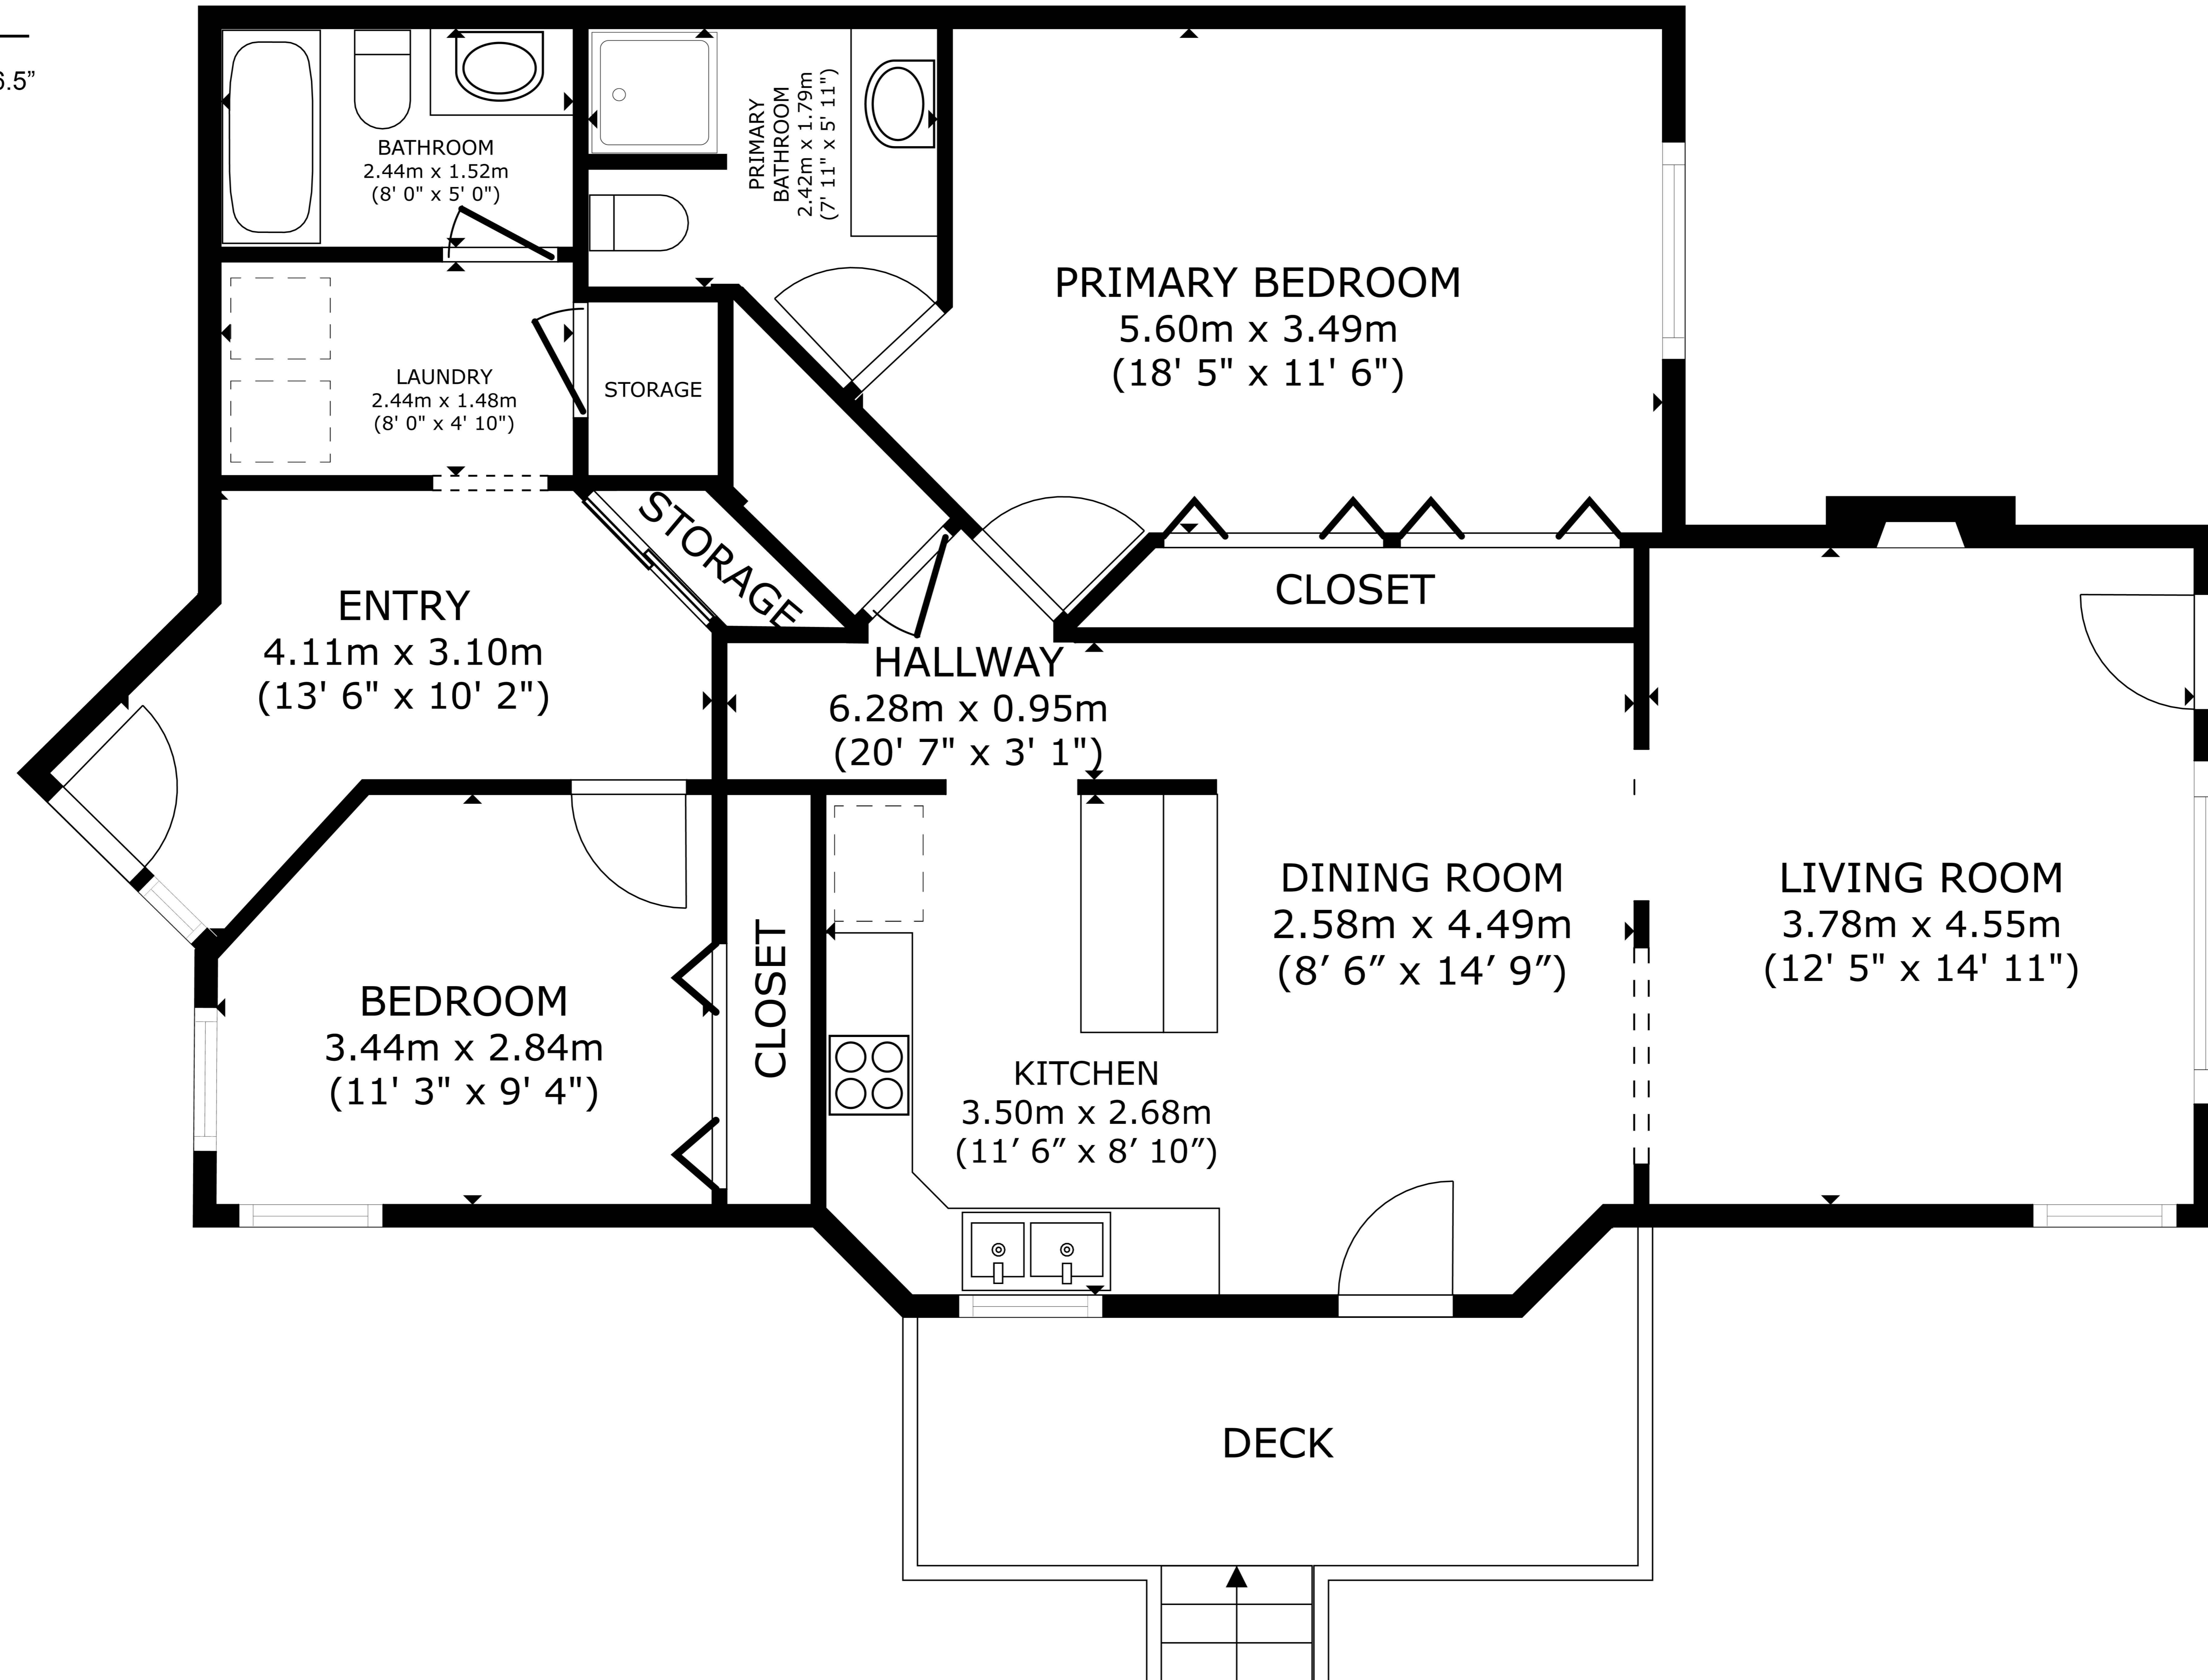 6.5”
BATHROOM
2.44m x 1.52m
(8' 0" x 5' 0")
PRIMARY
BATHROOM
2.42m x 1.79m
(7' 11" x 5' 11")
PRIMARY BEDROOM
5.60m x 3.49m
(18' 5" x 11' 6")
LAUNDRY
2.44m x 1.48m
(8' 0" x 4' 10")
STORAGE
STORAGE
CLOSET
ENTRY
4.11m x 3.10m
(13' 6" x 10' 2")
HALLWAY
6.28m x 0.95m
(20' 7" x 3' 1")
BEDROOM
3.44m x 2.84m
(11' 3" x 9' 4")
CLOSET
KITCHEN
3.50m x 2.68m
(11′ 6″ x 8′ 10″)
DINING ROOM
2.58m x 4.49m
(8′ 6″ x 14′ 9″)
LIVING ROOM
3.78m x 4.55m
(12' 5" x 14' 11")
DECK